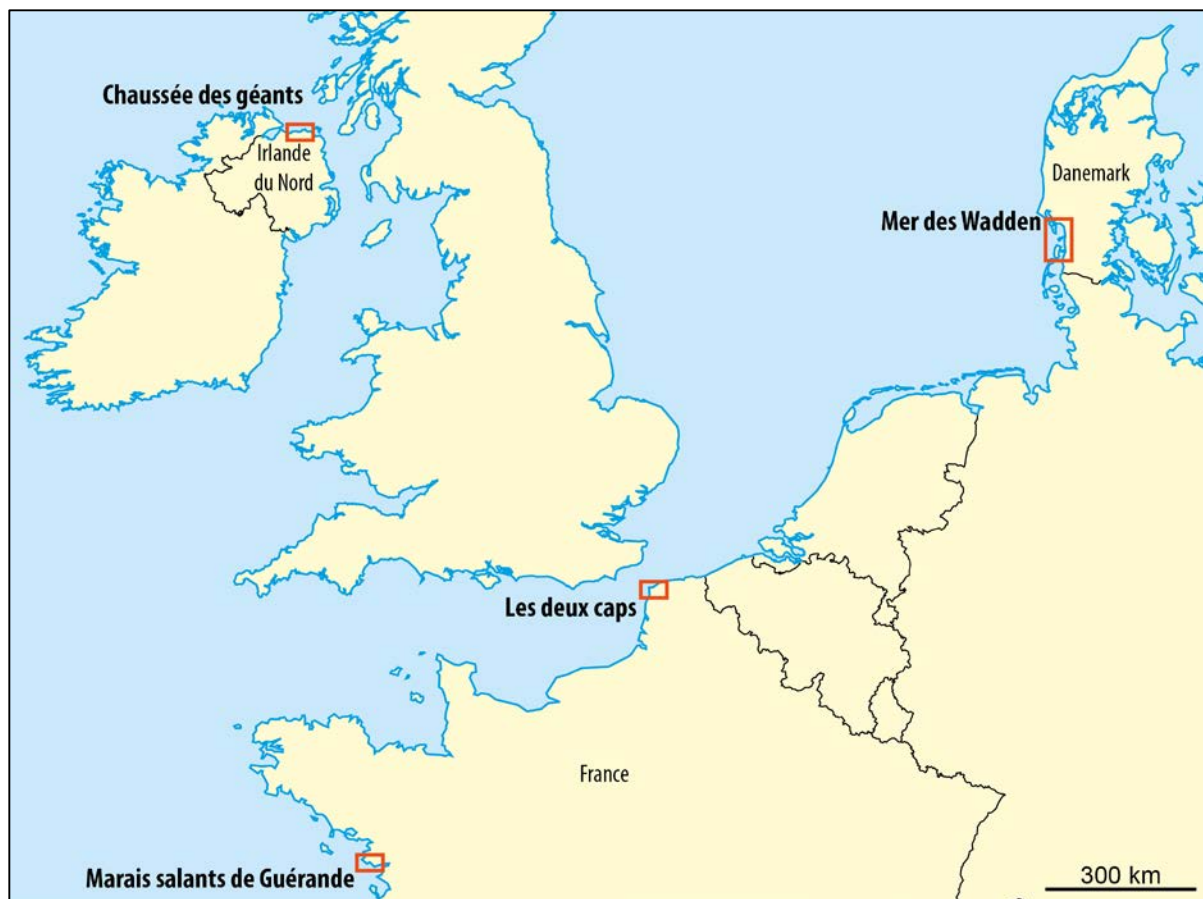 Chaussée des géants
Irlande
du Nord
Danemark
Mer des Wadden
Les deux caps
France
Marais salants de Guérande
300 km